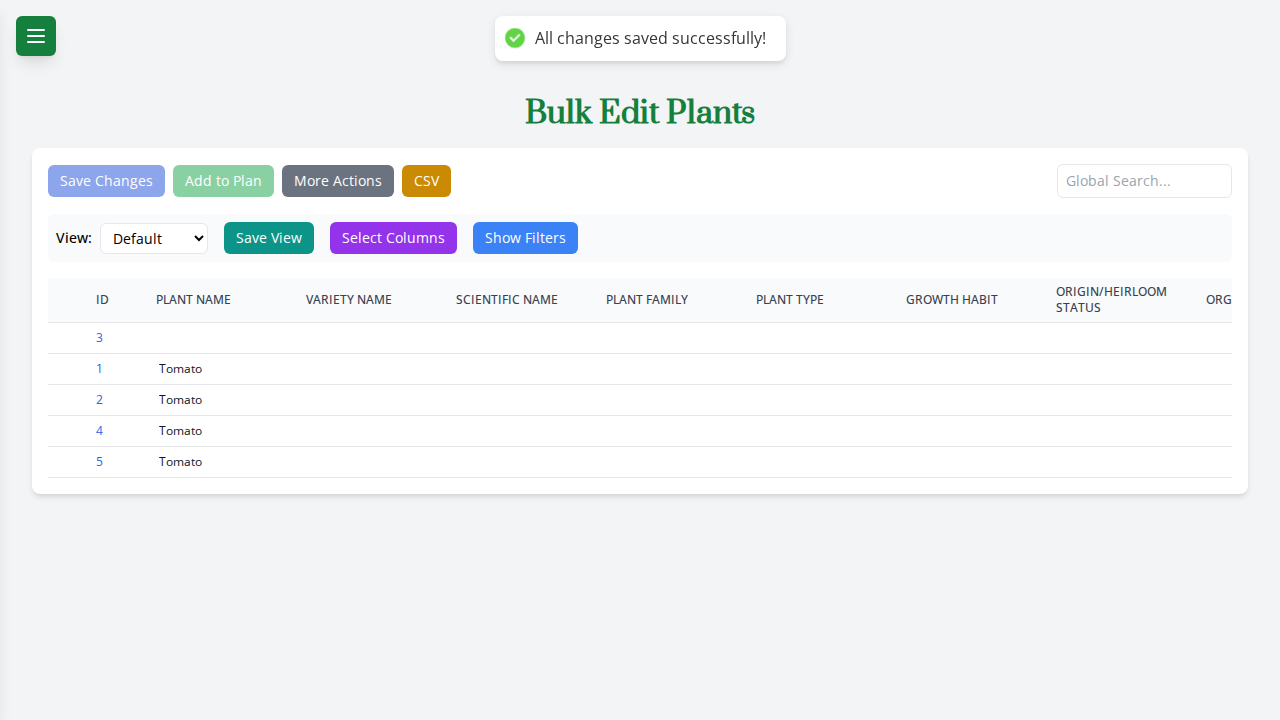 All changes saved successfully!
Bulk Edit Plants
Save Changes Add to Plan More Actions CSV Global Search...
View: Default Save View Select Columns Show Filters
ID PLANT NAME VARIETY NAME SCIENTIFIC NAME PLANT FAMILY PLANT TYPE GROWTH HABIT ORIGIN/HEIRLOOM STATUS ORG
3
1 Tomato
2 Tomato
4 Tomato
5 Tomato